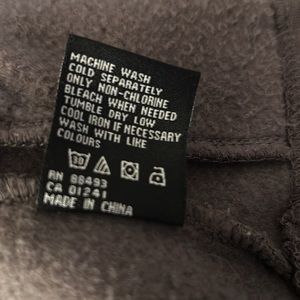 MACHINE WASH
COLD SEPARATELY
ONLY NON-CHLORINE
BLEACH WHEN NEEDED
TUMBLE DRY LOW
COOL IRON IF NECESSARY
WASH WITH LIKE
COLOURS
30
RN 88493
CA 01241
MADE IN CHINA